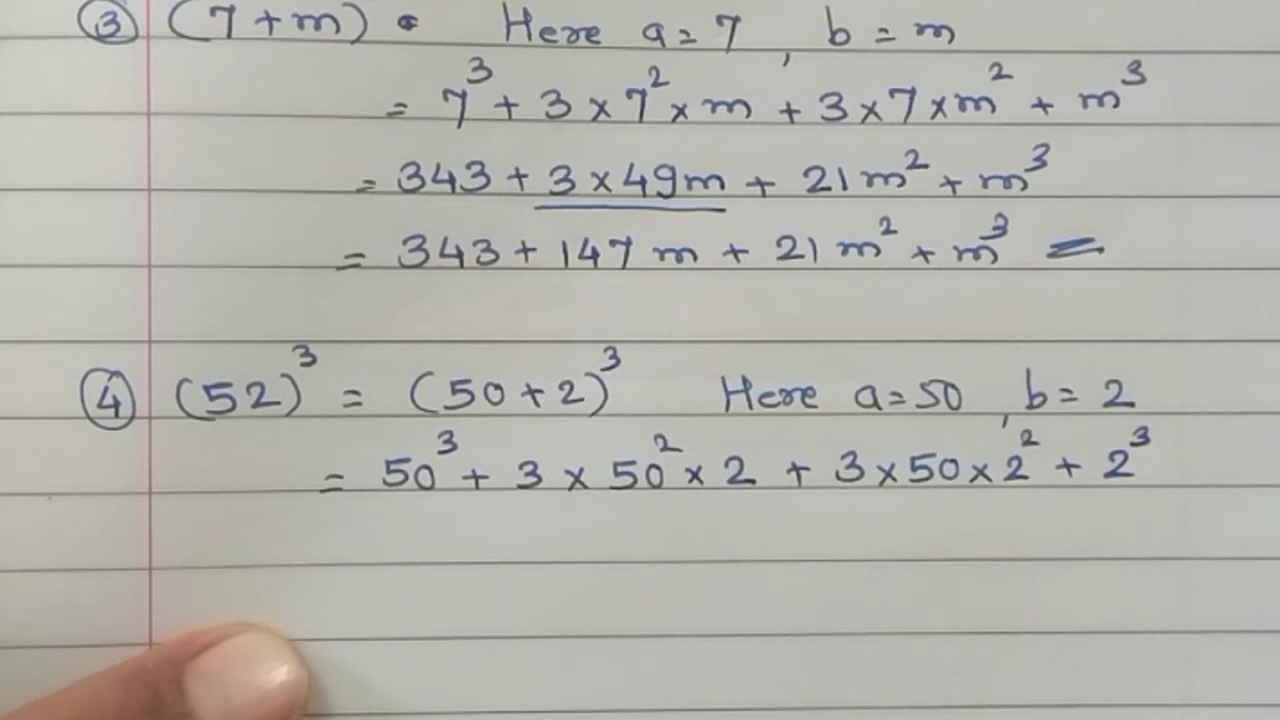 ③ (7+m) Here a=7, b=m
= 7³ + 3×7²×m + 3×7×m² + m³
= 343 + 3×49m + 21m² + m³
= 343 + 147m + 21m² + m³
④ (52)³ = (50+2)³ Here a=50, b=2
= 50³ + 3×50²×2 + 3×50×2² + 2³